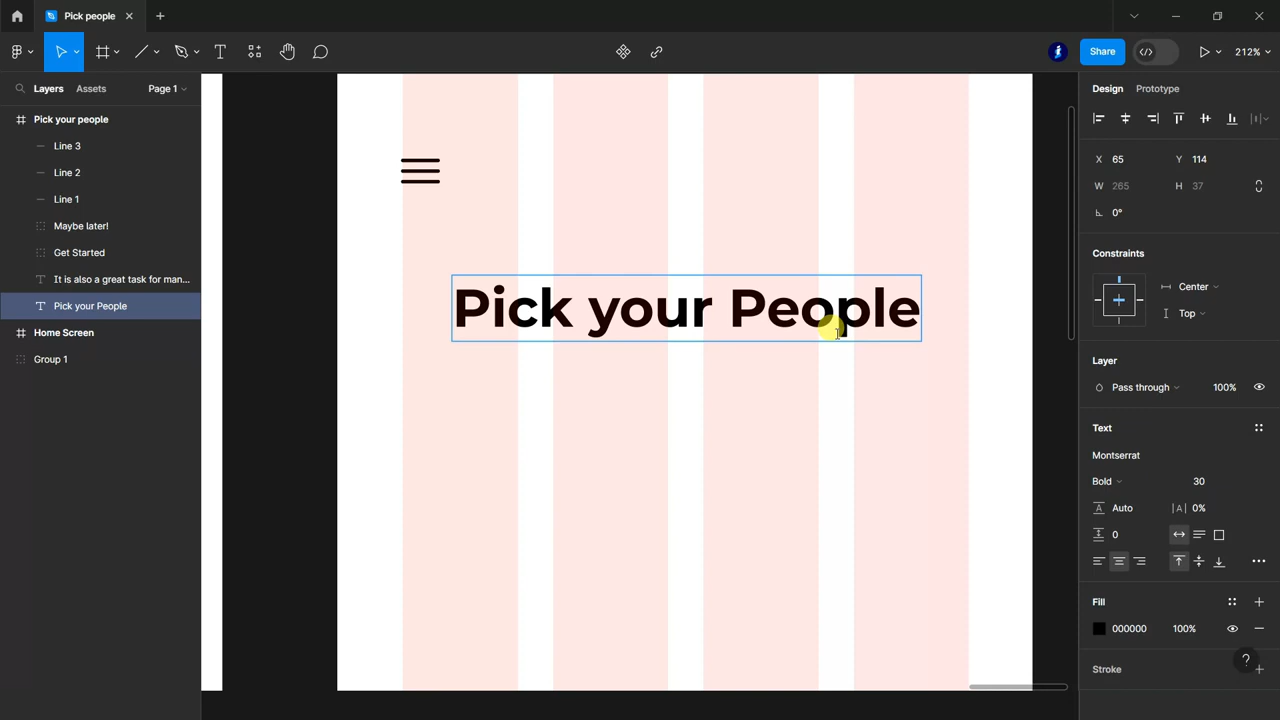 Pick people
Share
212%
Layers
Assets
Page 1
Pick your people
Line 3
Line 2
Line 1
Maybe later!
Get Started
It is also a great task for man...
Pick your People
Home Screen
Group 1
Pick your People
Design
Prototype
X 65
Y 114
W 265
H 37
0°
Constraints
Center
Top
Layer
Pass through
100%
Text
Montserrat
Bold
30
Auto
|A| 0%
0
Fill
000000
100%
?
Stroke